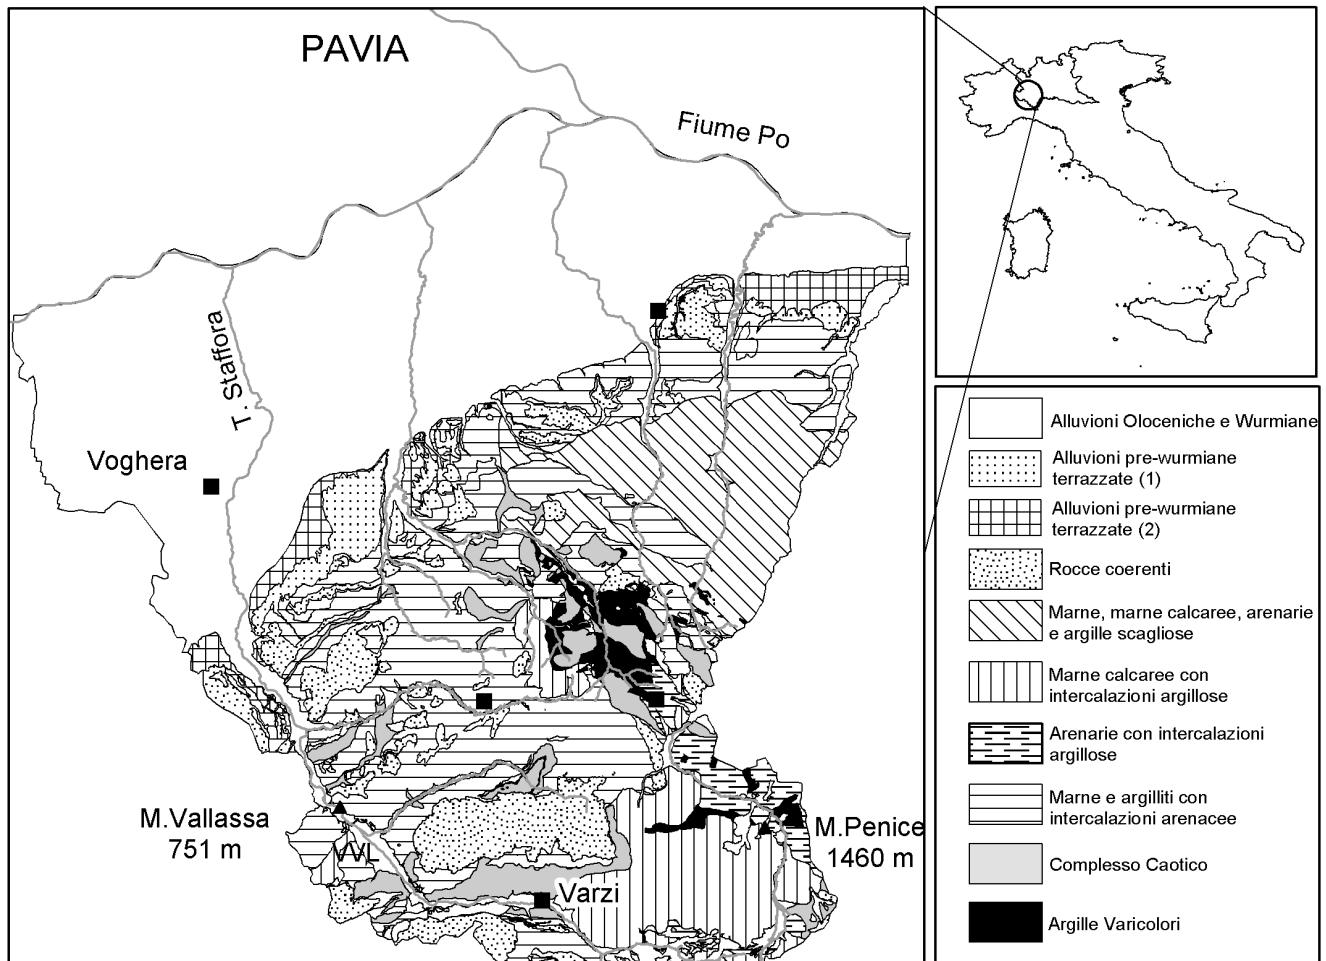 PAVIA
Fiume Po
T. Staffora
Voghera
M.Vallassa
751 m
VVL
Varzi
M.Penice
1460 m
Alluvioni Oloceniche e Wurmiane
Alluvioni pre-wurmiane
terrazzate (1)
Alluvioni pre-wurmiane
terrazzate (2)
Rocce coerenti
Marne, marne calcaree, arenarie
e argille scagliose
Marne calcaree con
intercalazioni argillose
Arenarie con intercalazioni
argillose
Marne e argilliti con
intercalazioni arenacee
Complesso Caotico
Argille Varicolori